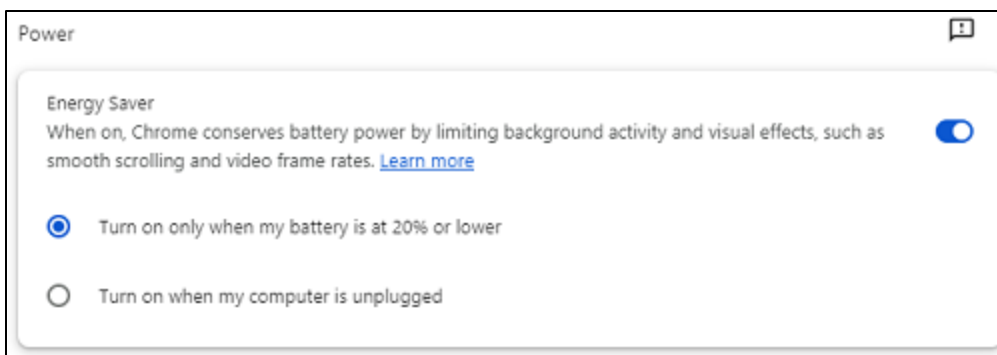 Power
Energy Saver
When on, Chrome conserves battery power by limiting background activity and visual effects, such as
smooth scrolling and video frame rates. Learn more
Turn on only when my battery is at 20% or lower
Turn on when my computer is unplugged